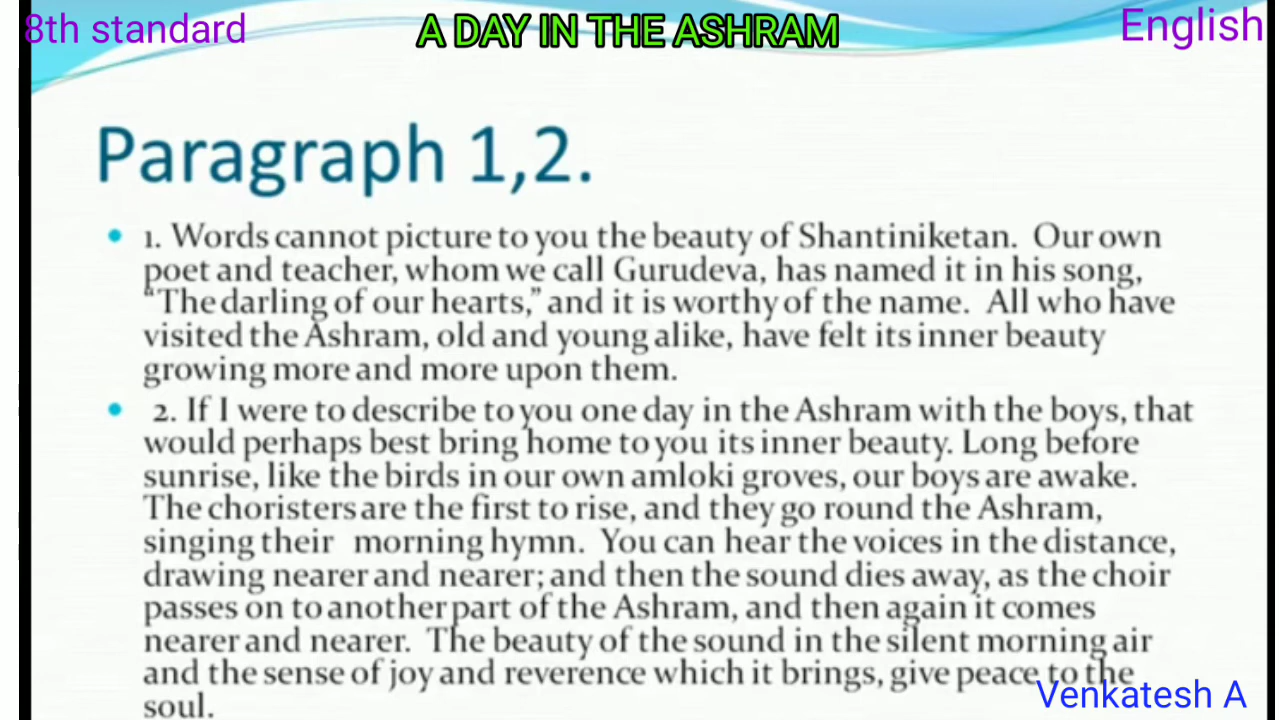 8th standard
A DAY IN THE ASHRAM
English
Paragraph 1,2.
1. Words cannot picture to you the beauty of Shantiniketan. Our own
poet and teacher, whom we call Gurudeva, has named it in his song,
“The darling of our hearts,” and it is worthy of the name. All who have
visited the Ashram, old and young alike, have felt its inner beauty
growing more and more upon them.
2. If I were to describe to you one day in the Ashram with the boys, that
would perhaps best bring home to you its inner beauty. Long before
sunrise, like the birds in our own amloki groves, our boys are awake.
The choristers are the first to rise, and they go round the Ashram,
singing their morning hymn. You can hear the voices in the distance,
drawing nearer and nearer; and then the sound dies away, as the choir
passes on to another part of the Ashram, and then again it comes
nearer and nearer. The beauty of the sound in the silent morning air
and the sense of joy and reverence which it brings, give peace to the
soul.
Venkatesh A